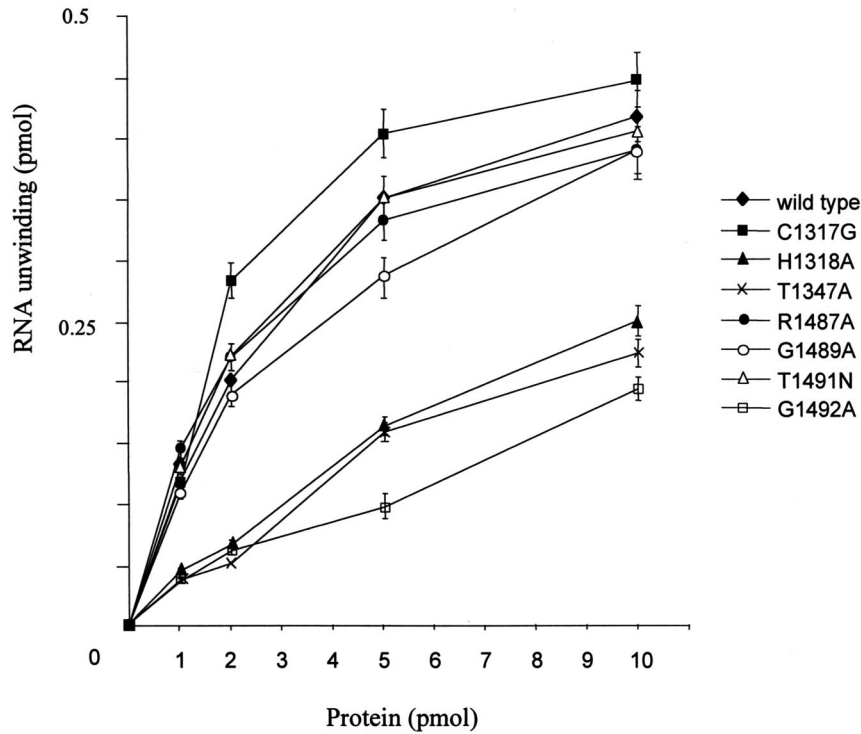 0.5
RNA unwinding (pmol)
0.25
0
1 2 3 4 5 6 7 8 9 10
Protein (pmol)
wild type
C1317G
H1318A
T1347A
R1487A
G1489A
T1491N
G1492A